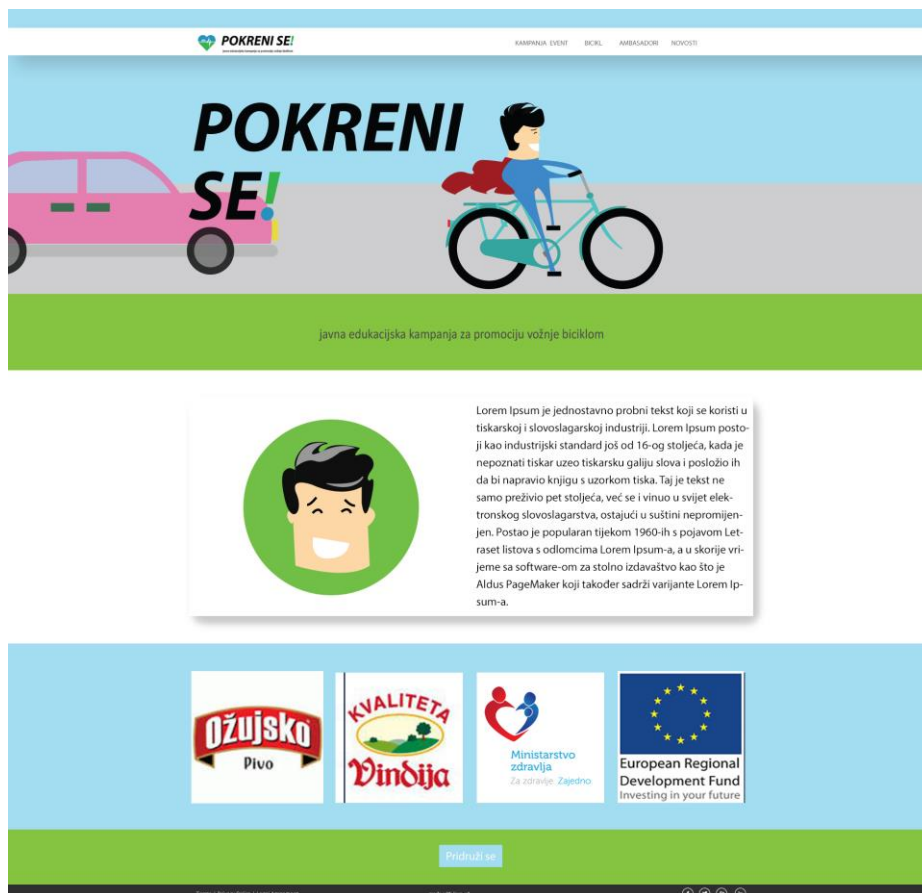 POKRENI SE!
KAMPANJA EVENT BICIKL AMBASADORI NOVOSTI
POKRENI
SE!
javna edukacijska kampanja za promociju vožnje biciklom
Lorem Ipsum je jednostavno probni tekst koji se koristi u
tiskarskoj i slovoslagarskoj industriji. Lorem Ipsum posto-
ji kao industrijski standard još od 16-og stoljeća, kada je
nepoznati tiskar uzeo tiskarsku galiju slova i posložio ih
da bi napravio knjigu s uzorkom tiska. Taj je tekst ne
samo preživio pet stoljeća, već se i vinuo u svijet elek-
tronskog slovoslagarstva, ostajući u suštini nepromijen-
jen. Postao je popularan tijekom 1960-ih s pojavom Let-
raset listova s odlomcima Lorem Ipsum-a, a u skorije vri-
jeme sa software-om za stolno izdavaštvo kao što je
Aldus PageMaker koji također sadrži varijante Lorem Ip-
sum-a.
Ožujsko
Pivo
KVALITETA
Vindija
Ministarstvo
zdravlja
Za zdravlje. Zajedno
European Regional
Development Fund
Investing in your future
Pridruži se